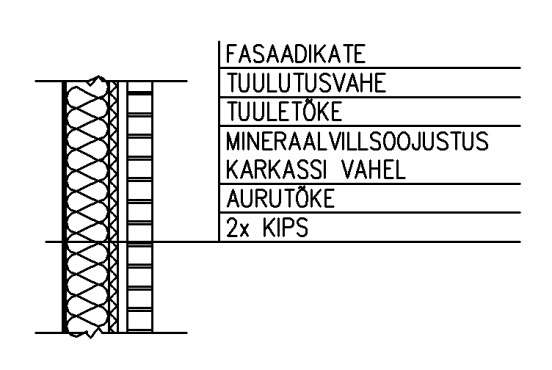 FASAADIKATE
TUULUTUSVAHE
TUULETÕKE
MINERAALVILLSOOJUSTUS
KARKASSI VAHEL
AURUTÕKE
2x KIPS